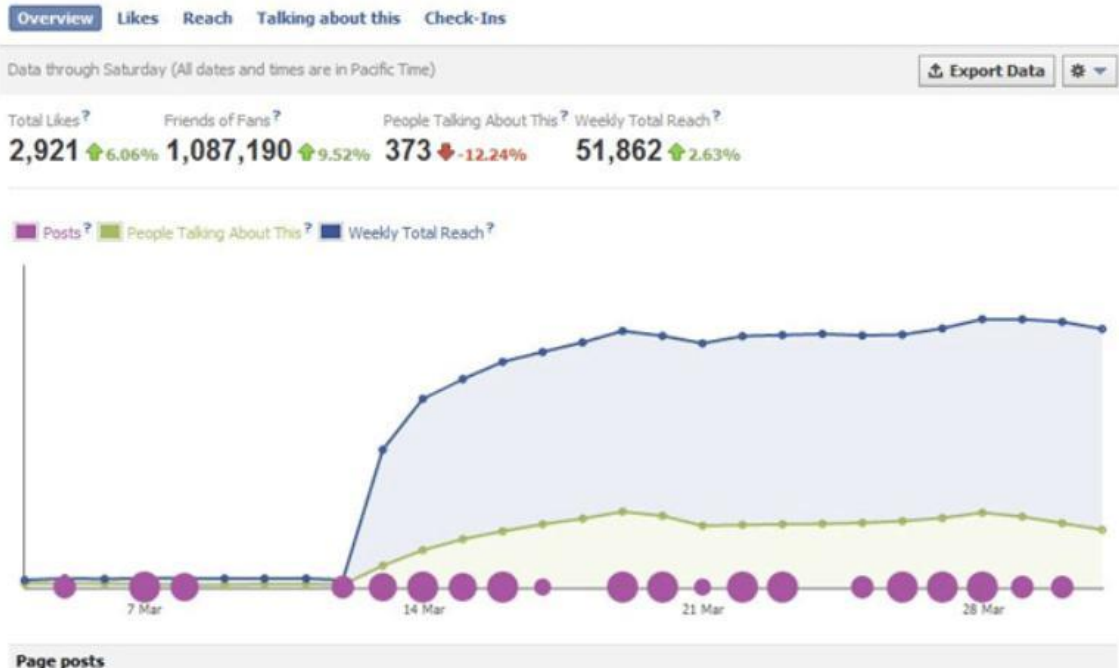 Overview Likes Reach Talking about this Check-Ins
Data through Saturday (All dates and times are in Pacific Time)
Export Data
Total Likes? Friends of Fans? People Talking About This? Weekly Total Reach?
2,921 6.06% 1,087,190 9.52% 373 -12.24% 51,862 2.63%
Posts? People Talking About This? Weekly Total Reach?
7 Mar 14 Mar 21 Mar 28 Mar
Page posts